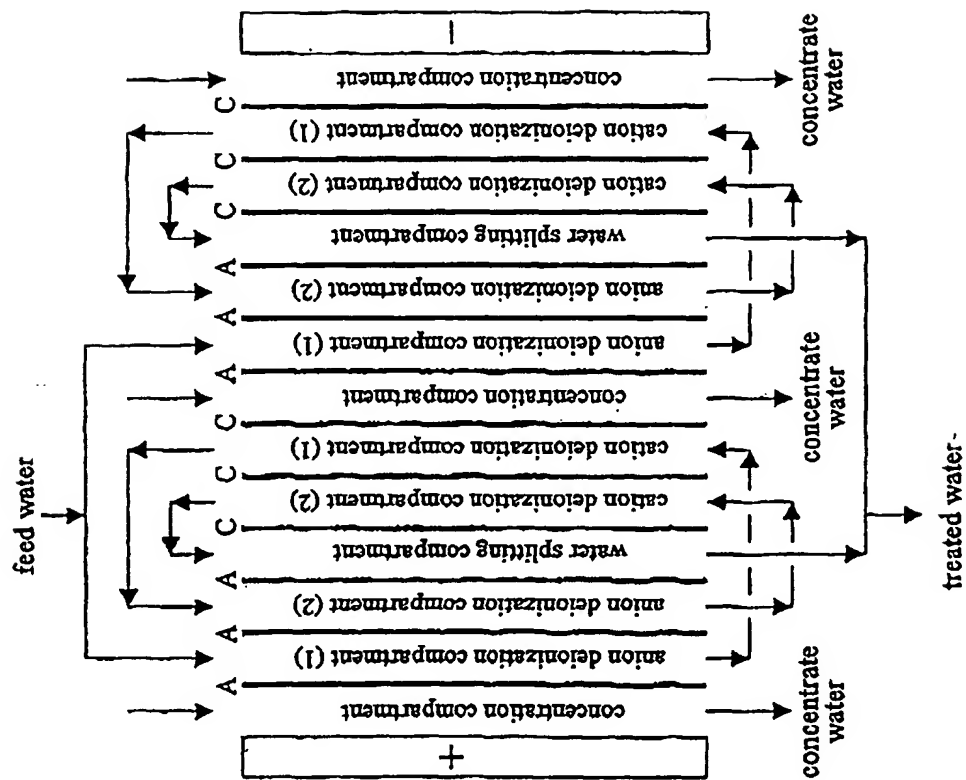 feed water
+
concentration compartment
A
anion deionization compartment (1)
A
anion deionization compartment (2)
A
water splitting compartment
C
cation deionization compartment (2)
C
cation deionization compartment (1)
C
concentration compartment
A
anion deionization compartment (1)
A
anion deionization compartment (2)
A
water splitting compartment
C
cation deionization compartment (2)
C
cation deionization compartment (1)
C
concentration compartment
−
concentrate
water
concentrate
water
concentrate
water
treated water-